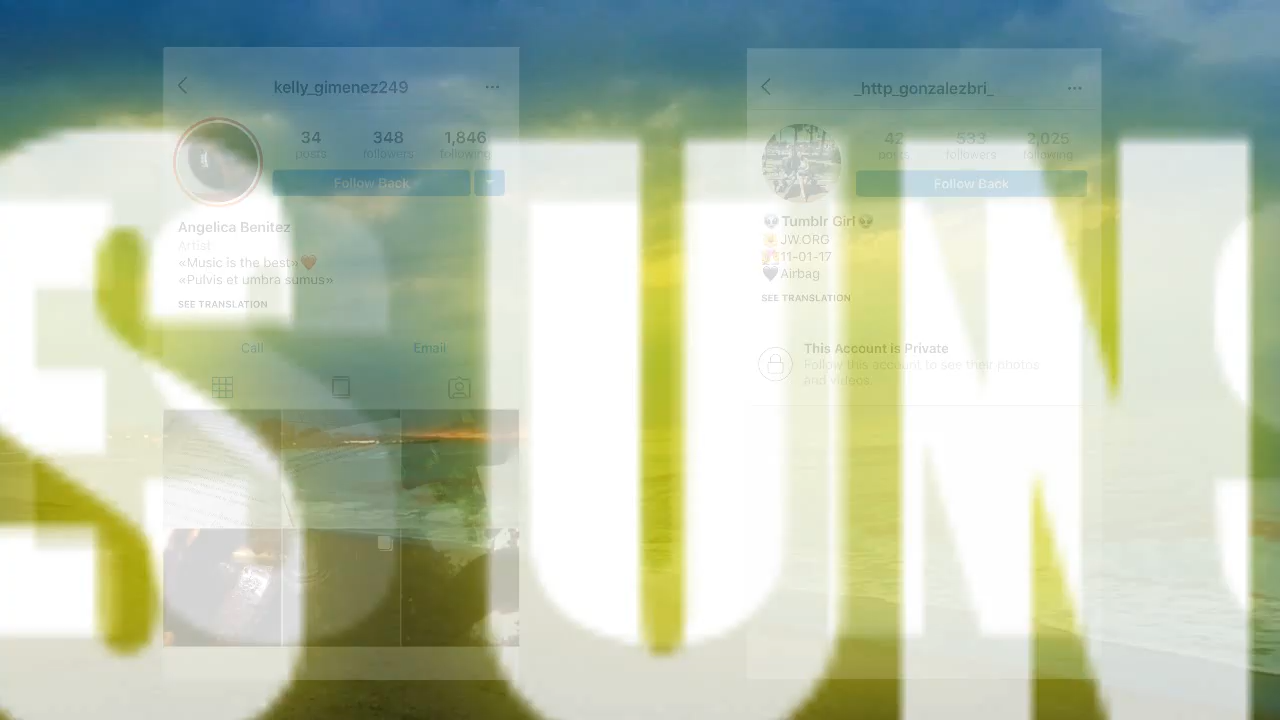 kelly_gimenez249
34 348 1,846
posts followers following
Follow Back
Angelica Benitez
Artist
«Music is the best»❤️
«Pulvis et umbra sumus»
SEE TRANSLATION
Call Email
_http_gonzalezbri_
42 533 2,025
posts followers following
Follow Back
👽Tumblr Girl👽
JW.ORG
11-01-17
🖤Airbag
SEE TRANSLATION
This Account is Private
Follow this account to see their photos
and videos.
SUN